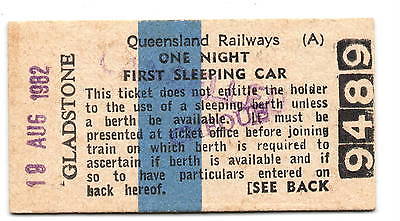 Queensland Railways (A)
ONE NIGHT
FIRST SLEEPING CAR
This ticket does not entitle the holder
to the use of a sleeping berth unless
a berth be available. It must be
presented at ticket office before joining
train on which berth is required to
ascertain if berth is available and if
so to have particulars entered on
back hereof. [SEE BACK
GLADSTONE
19 AUG 1982
9489